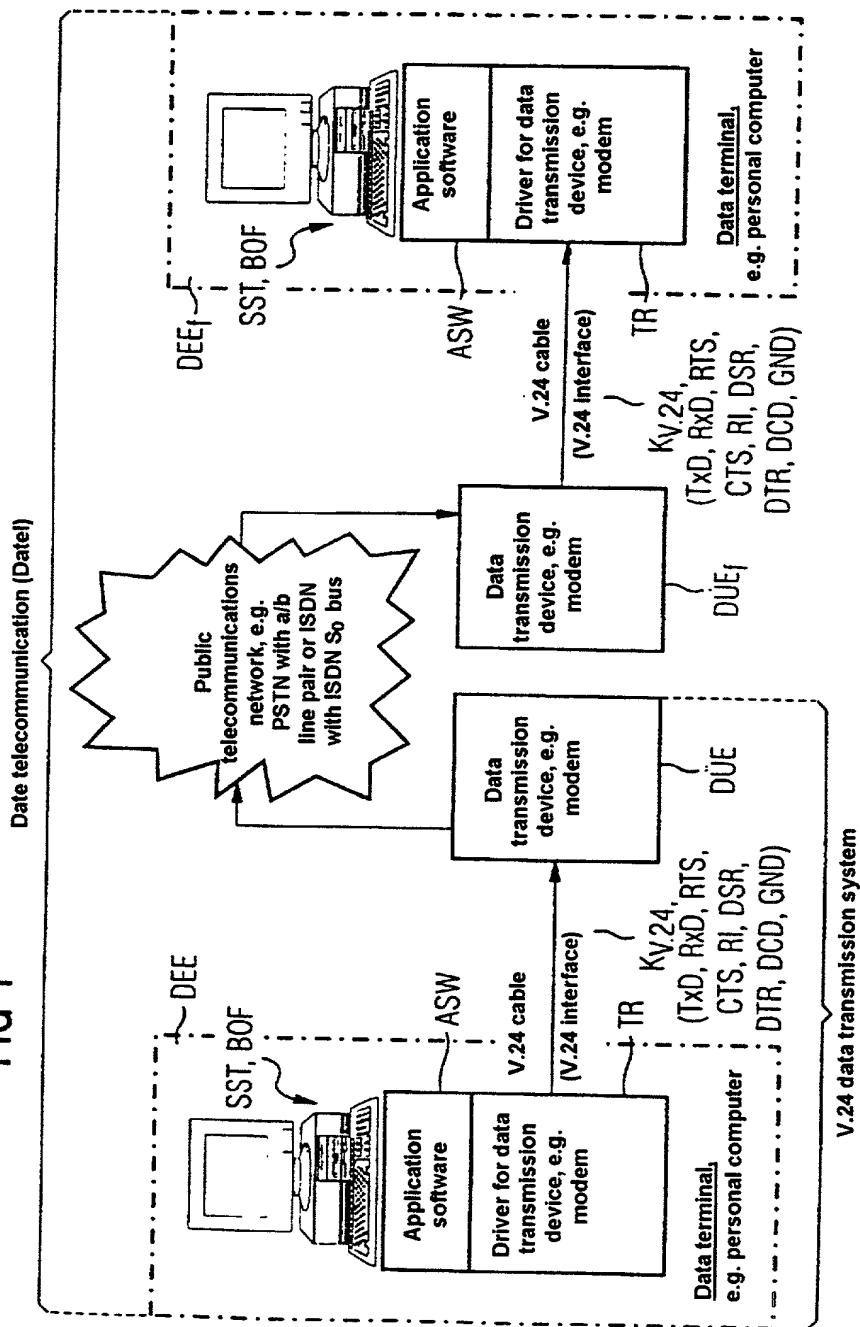 FIG 1
Date telecommunication (Datel)
DEE
SST, BOF
Application
software
ASW
Driver for data
transmission
device, e.g.
modem
TR
Data terminal,
e.g. personal computer
V.24 cable
(V.24 interface)
KV.24,
(TxD, RxD, RTS,
CTS, RI, DSR,
DTR, DCD, GND)
Data
transmission
device, e.g.
modem
DÜE
V.24 data transmission system
Public
telecommunications
network, e.g.
PSTN with a/b
line pair or ISDN
with ISDN S0 bus
Data
transmission
device, e.g.
modem
DÜEf
V.24 cable
(V.24 interface)
KV.24,
(TxD, RxD, RTS,
CTS, RI, DSR,
DTR, DCD, GND)
DEEf
SST, BOF
Application
software
ASW
Driver for data
transmission
device, e.g.
modem
TR
Data terminal,
e.g. personal computer